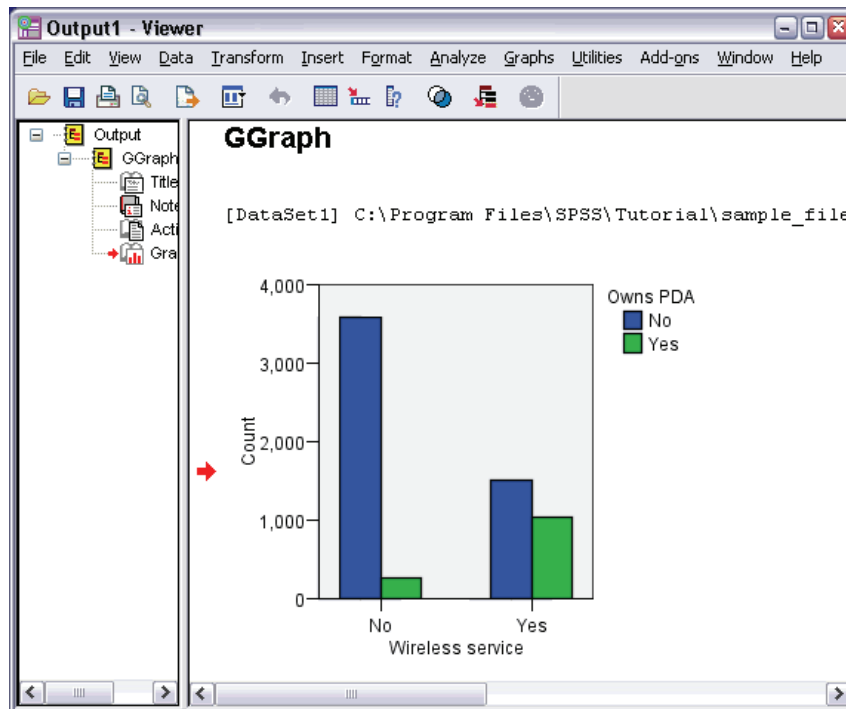 Output1 - Viewer
File Edit View Data Transform Insert Format Analyze Graphs Utilities Add-ons Window Help
Output
GGraph
Title
Note
Acti
Gra
GGraph
[DataSet1] C:\Program Files\SPSS\Tutorial\sample_file
4,000
3,000
2,000
1,000
0
Count
No
Yes
Wireless service
Owns PDA
No
Yes